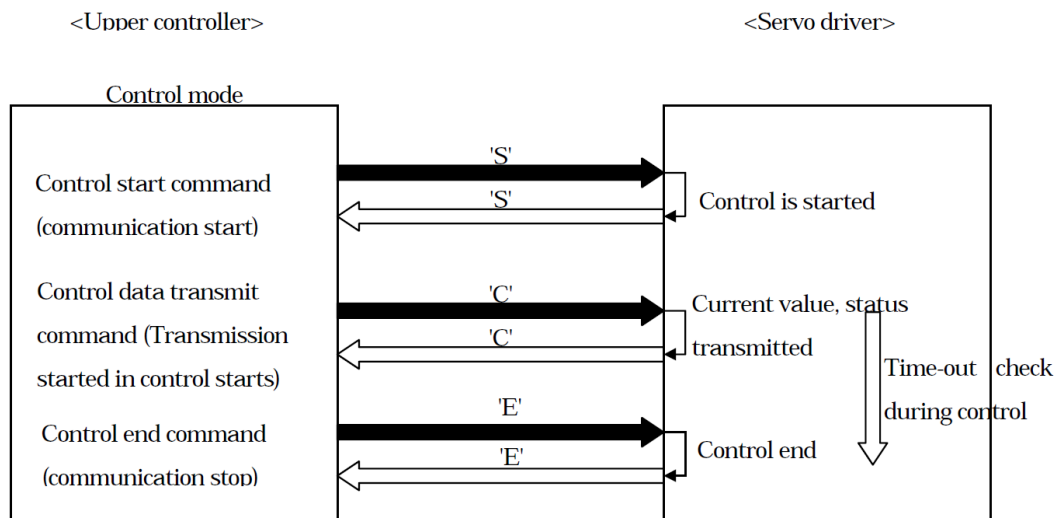 <Upper controller>
<Servo driver>
Control mode
'S'
Control start command
(communication start)
'S'
Control is started
Control data transmit
command (Transmission
started in control starts)
'C'
'C'
Current value, status
transmitted
Time-out check
during control
Control end command
(communication stop)
'E'
'E'
Control end